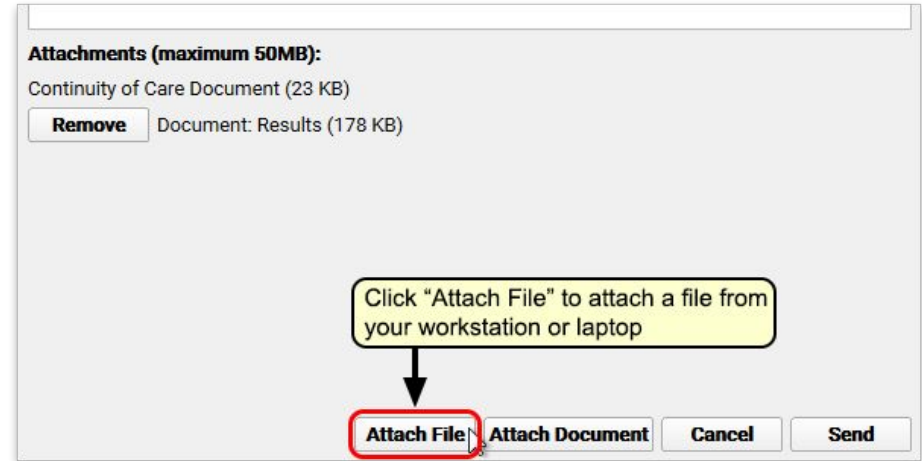 Attachments (maximum 50MB):
Continuity of Care Document (23 KB)
Remove Document: Results (178 KB)
Click “Attach File” to attach a file from
your workstation or laptop
Attach File Attach Document Cancel Send